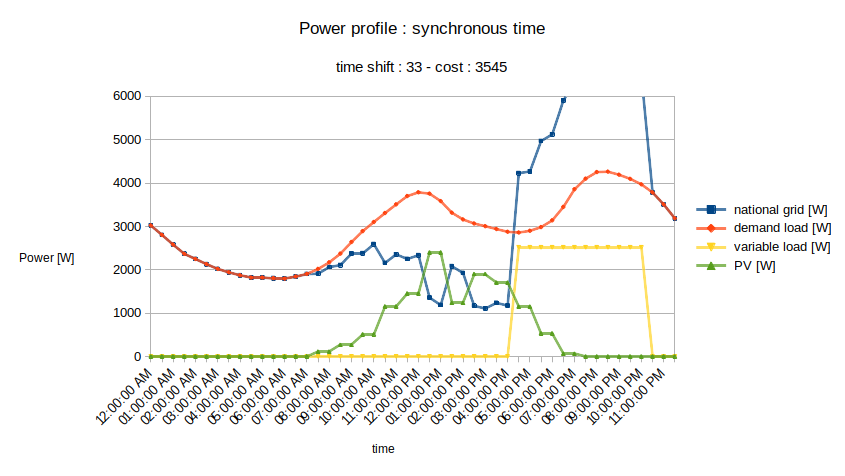 Power profile : synchronous time
time shift : 33 - cost : 3545
6000
5000
4000
3000
2000
1000
0
Power [W]
national grid [W]
demand load [W]
variable load [W]
PV [W]
12:00:00 AM
01:00:00 AM
02:00:00 AM
03:00:00 AM
04:00:00 AM
05:00:00 AM
06:00:00 AM
07:00:00 AM
08:00:00 AM
09:00:00 AM
10:00:00 AM
11:00:00 AM
12:00:00 PM
01:00:00 PM
02:00:00 PM
03:00:00 PM
04:00:00 PM
05:00:00 PM
06:00:00 PM
07:00:00 PM
08:00:00 PM
09:00:00 PM
10:00:00 PM
11:00:00 PM
time